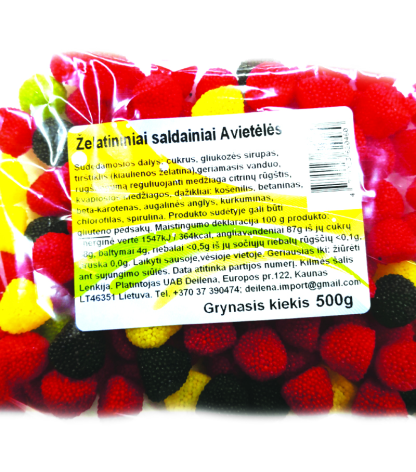 Želatininiai saldainiai Avietėlės
Sudedamosios dalys: cukrus, gliukozės sirupas,
tirštiklis (kiaulienos želatina), geriamasis vanduo,
reguliuojanti medžiaga citrinų rūgštis,
medžiagos, dažikliai: košenilis, betaninas,
beta-karotenas, augalinės anglys, kurkuminas,
chlorofilas, spirulina. Produkto sudėtyje gali būti
gliuteno pėdsakų. Maistingumo deklaracija 100 g produkto:
energinė vertė 1547kJ / 364kcal, angliavandeniai 87g iš jų cukrų
baltymai 4g, riebalai <0,5g iš jų sočiųjų riebalų rūgščių <0,1g,
druska 0,0g. Laikyti sausoje, vėsioje vietoje. Geriausias iki: žiūrėti
ant sujungimo siūlės. Data atitinka partijos numerį. Kilmės šalis
Lenkija. Platintojas UAB Deilena, Europos pr.122, Kaunas
LT46351 Lietuva. Tel. +370 37 390474; deilena.import@gmail.com
Grynasis kiekis 500g